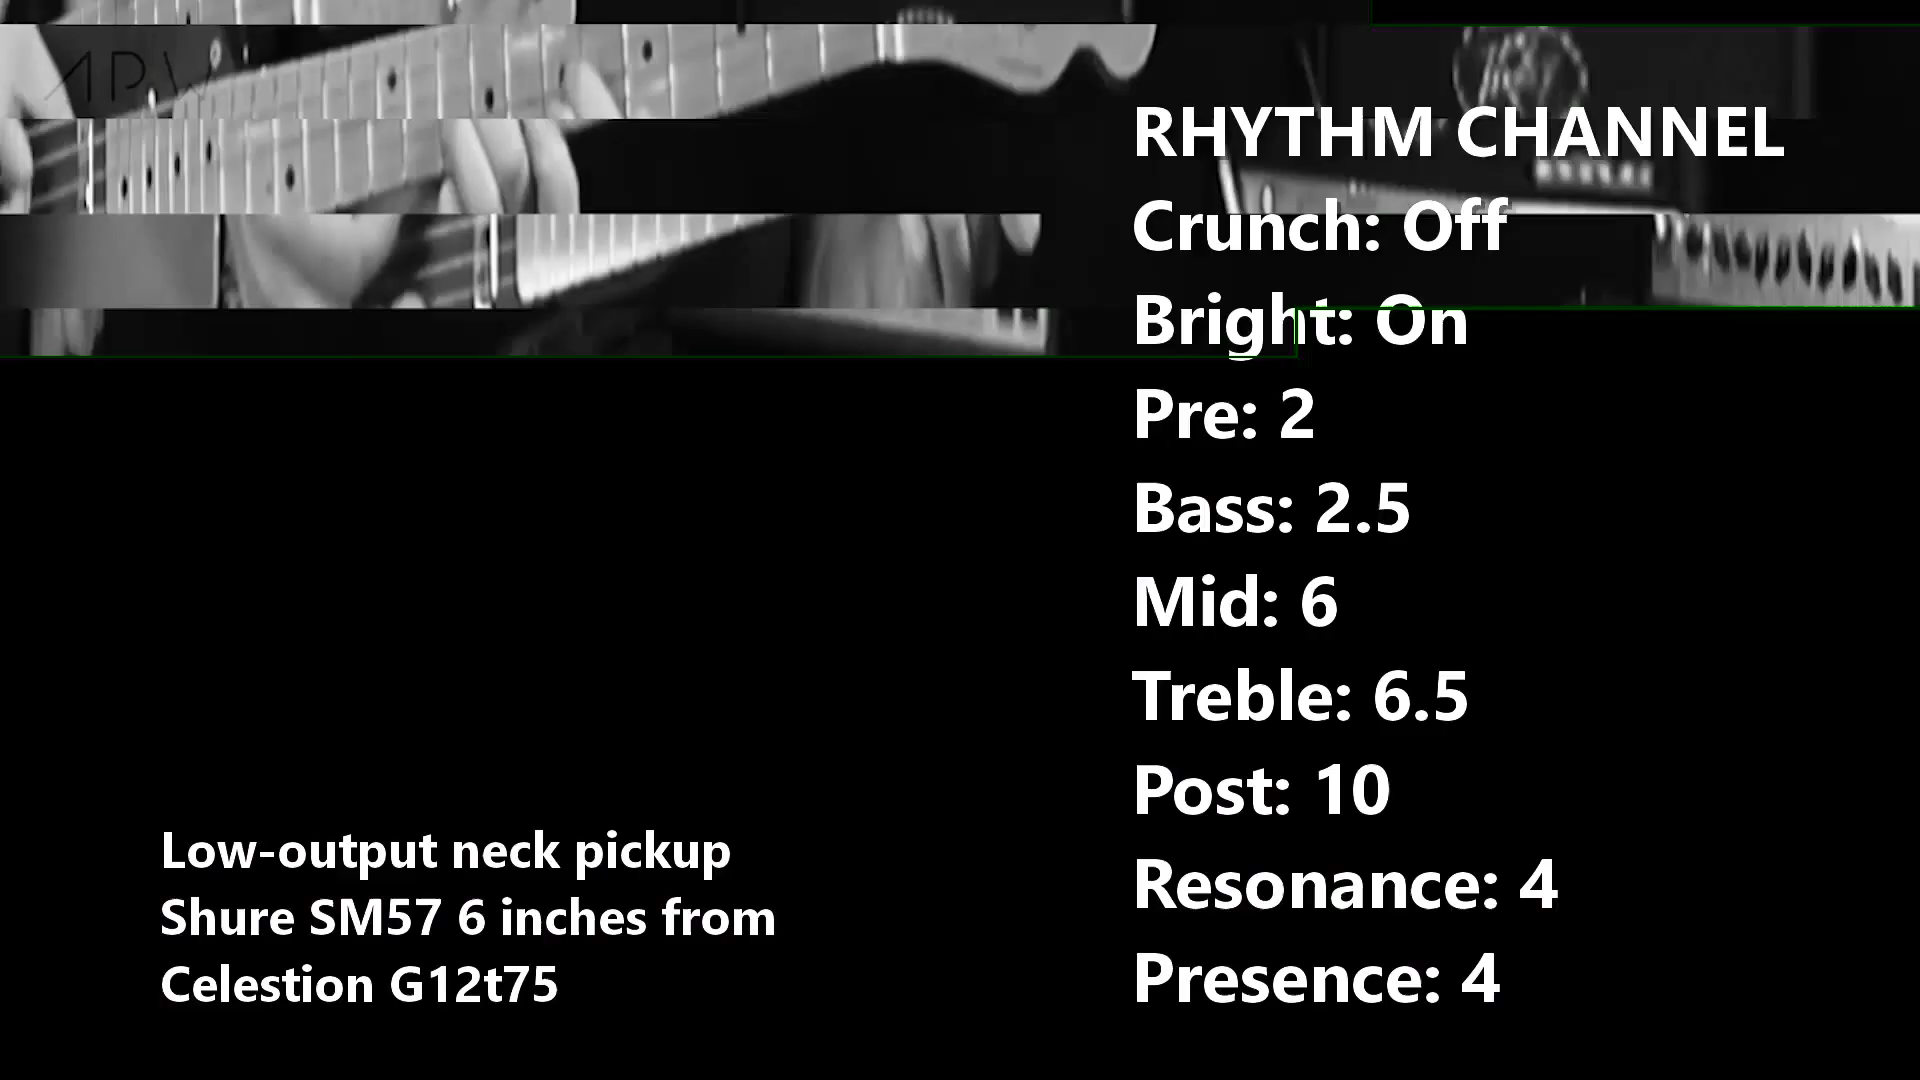 RHYTHM CHANNEL
Crunch: Off
Bright: On
Pre: 2
Bass: 2.5
Mid: 6
Treble: 6.5
Post: 10
Resonance: 4
Presence: 4
Low-output neck pickup
Shure SM57 6 inches from
Celestion G12t75